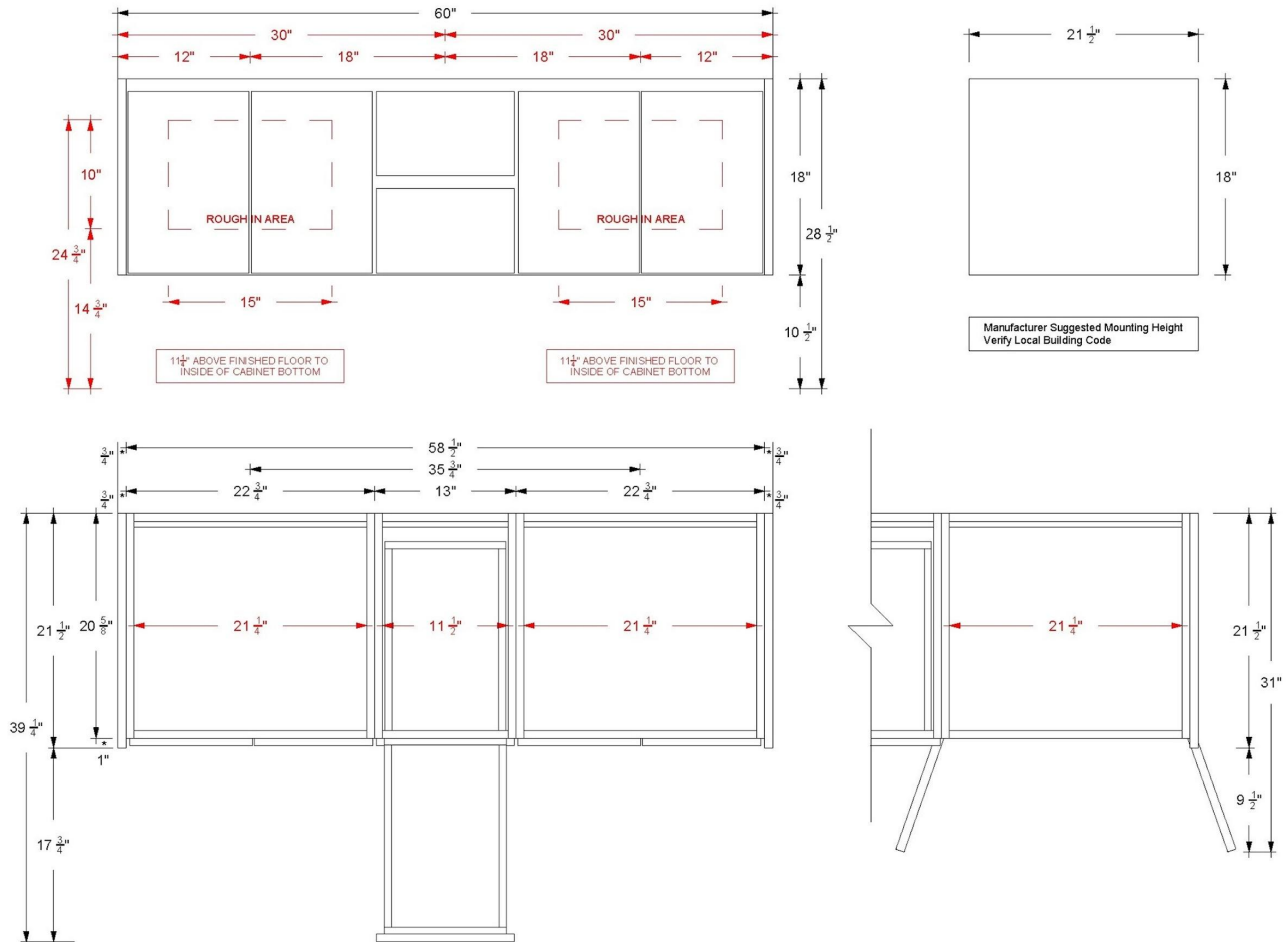 60"
30" 30"
12" 18" 18" 12"
21 1/2"
10"
18"
18"
ROUGH IN AREA ROUGH IN AREA
28 1/2"
24 3/4"
14 3/4"
15" 15"
10 1/2"
Manufacturer Suggested Mounting Height
Verify Local Building Code
11 1/4" ABOVE FINISHED FLOOR TO
INSIDE OF CABINET BOTTOM
11 1/4" ABOVE FINISHED FLOOR TO
INSIDE OF CABINET BOTTOM
3/4" * 58 1/2" * 3/4"
35 3/4"
3/4" * 22 3/4" 13" 22 3/4" * 3/4"
21 1/2" 20 5/8" 21 1/4" 11 1/2" 21 1/4" 21 1/4" 21 1/2"
31"
39 1/4"
*
1"
9 1/2"
17 3/4"